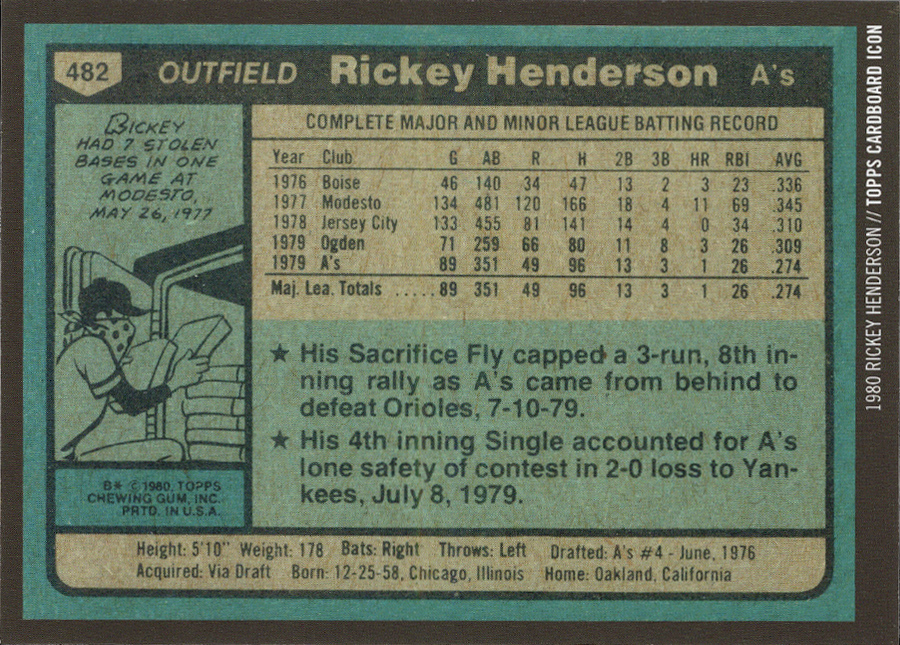 482 OUTFIELD Rickey Henderson A's
RICKEY
HAD 7 STOLEN
BASES IN ONE
GAME AT
MODESTO,
MAY 26, 1977
B* © 1980, TOPPS
CHEWING GUM, INC.
PRTD. IN U.S.A.
COMPLETE MAJOR AND MINOR LEAGUE BATTING RECORD
Year Club G AB R H 2B 3B HR RBI AVG
1976 Boise 46 140 34 47 13 2 3 23 .336
1977 Modesto 134 481 120 166 18 4 11 69 .345
1978 Jersey City 133 455 81 141 14 4 0 34 .310
1979 Ogden 71 259 66 80 11 8 3 26 .309
1979 A's 89 351 49 96 13 3 1 26 .274
Maj. Lea. Totals ..... 89 351 49 96 13 3 1 26 .274
★ His Sacrifice Fly capped a 3-run, 8th in-
ning rally as A's came from behind to
defeat Orioles, 7-10-79.
★ His 4th inning Single accounted for A's
lone safety of contest in 2-0 loss to Yan-
kees, July 8, 1979.
Height: 5'10" Weight: 178 Bats: Right Throws: Left Drafted: A's #4 - June, 1976
Acquired: Via Draft Born: 12-25-58, Chicago, Illinois Home: Oakland, California
1980 RICKEY HENDERSON // TOPPS CARDBOARD ICON